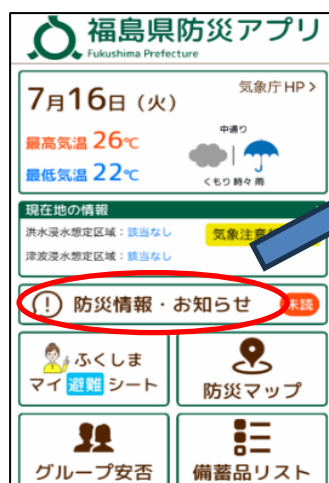 福島県防災アプリ
Fukushima Prefecture
気象庁HP >
7月16日（火）
最高気温 26℃
最低気温 22℃
中通り
くもり時々雨
現在地の情報
洪水浸水想定区域：該当なし
津波浸水想定区域：該当なし
気象注意
防災情報・お知らせ
未読
ふくしま
マイ避難シート
防災マップ
グループ安否
備蓄品リスト